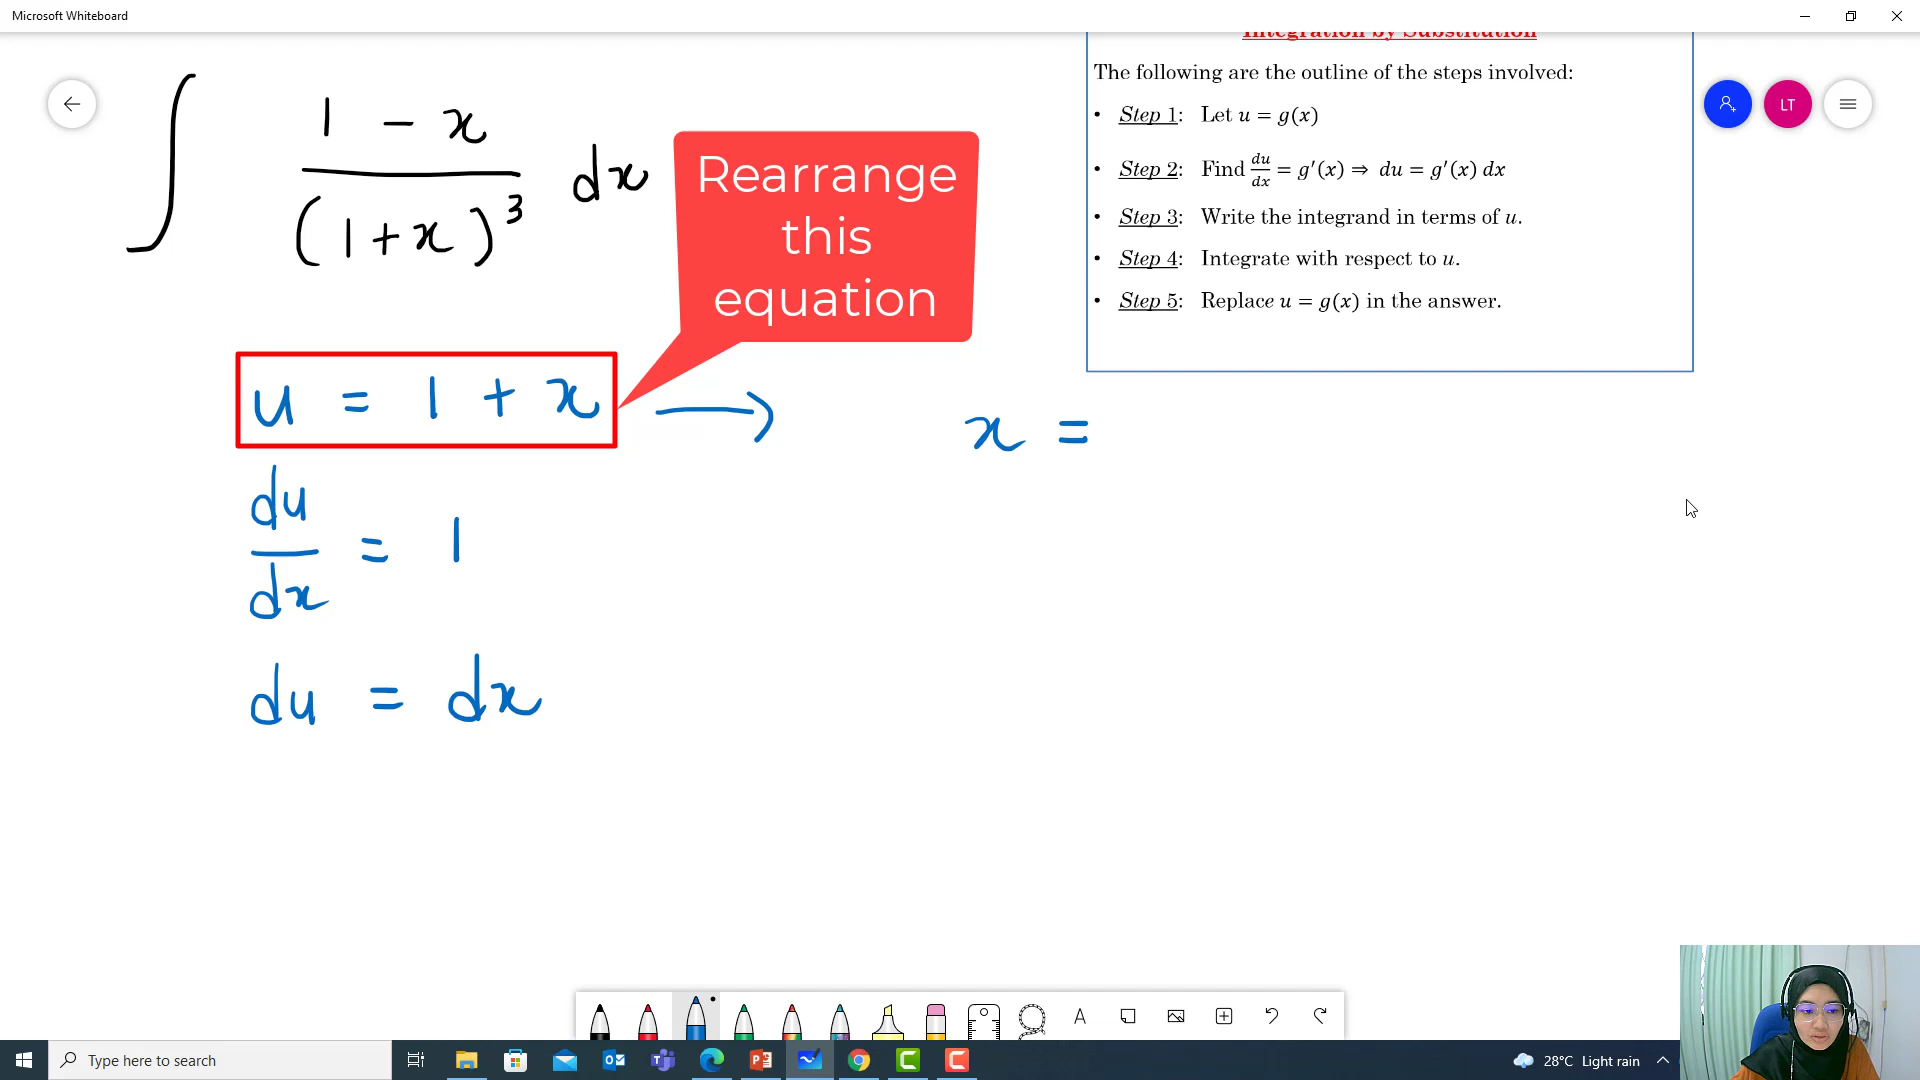 Microsoft Whiteboard
Integration by Substitution
The following are the outline of the steps involved:
• Step 1: Let u = g(x)
• Step 2: Find du/dx = g′(x) ⇒ du = g′(x) dx
• Step 3: Write the integrand in terms of u.
• Step 4: Integrate with respect to u.
• Step 5: Replace u = g(x) in the answer.
LT
∫ (1 − x)/(1+x)³ dx
Rearrange
this
equation
u = 1 + x → x =
du/dx = 1
du = dx
A
Type here to search
28°C Light rain